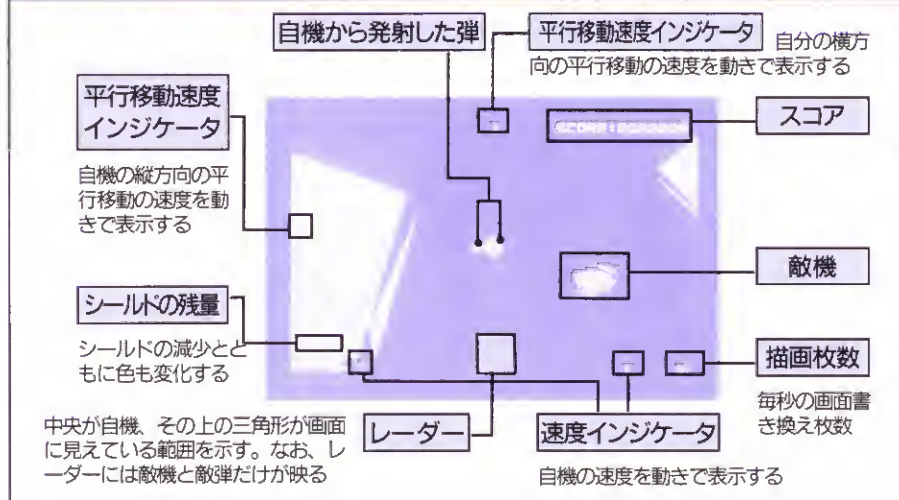 自機から発射した弾
平行移動速度インジケータ
自分の横方
向の平行移動の速度を動きで表示する
平行移動速度
インジケータ
自機の縦方向の平
行移動の速度を動
きで表示する
スコア
敵機
シールドの残量
シールドの減少とと
もに色も変化する
描画枚数
毎秒の画面書
き換え枚数
中央が自機、その上の三角形が画面
に見えている範囲を示す。なお、レ
ーダーには敵機と敵弾だけが映る
レーダー
速度インジケータ
自機の速度を動きで表示する